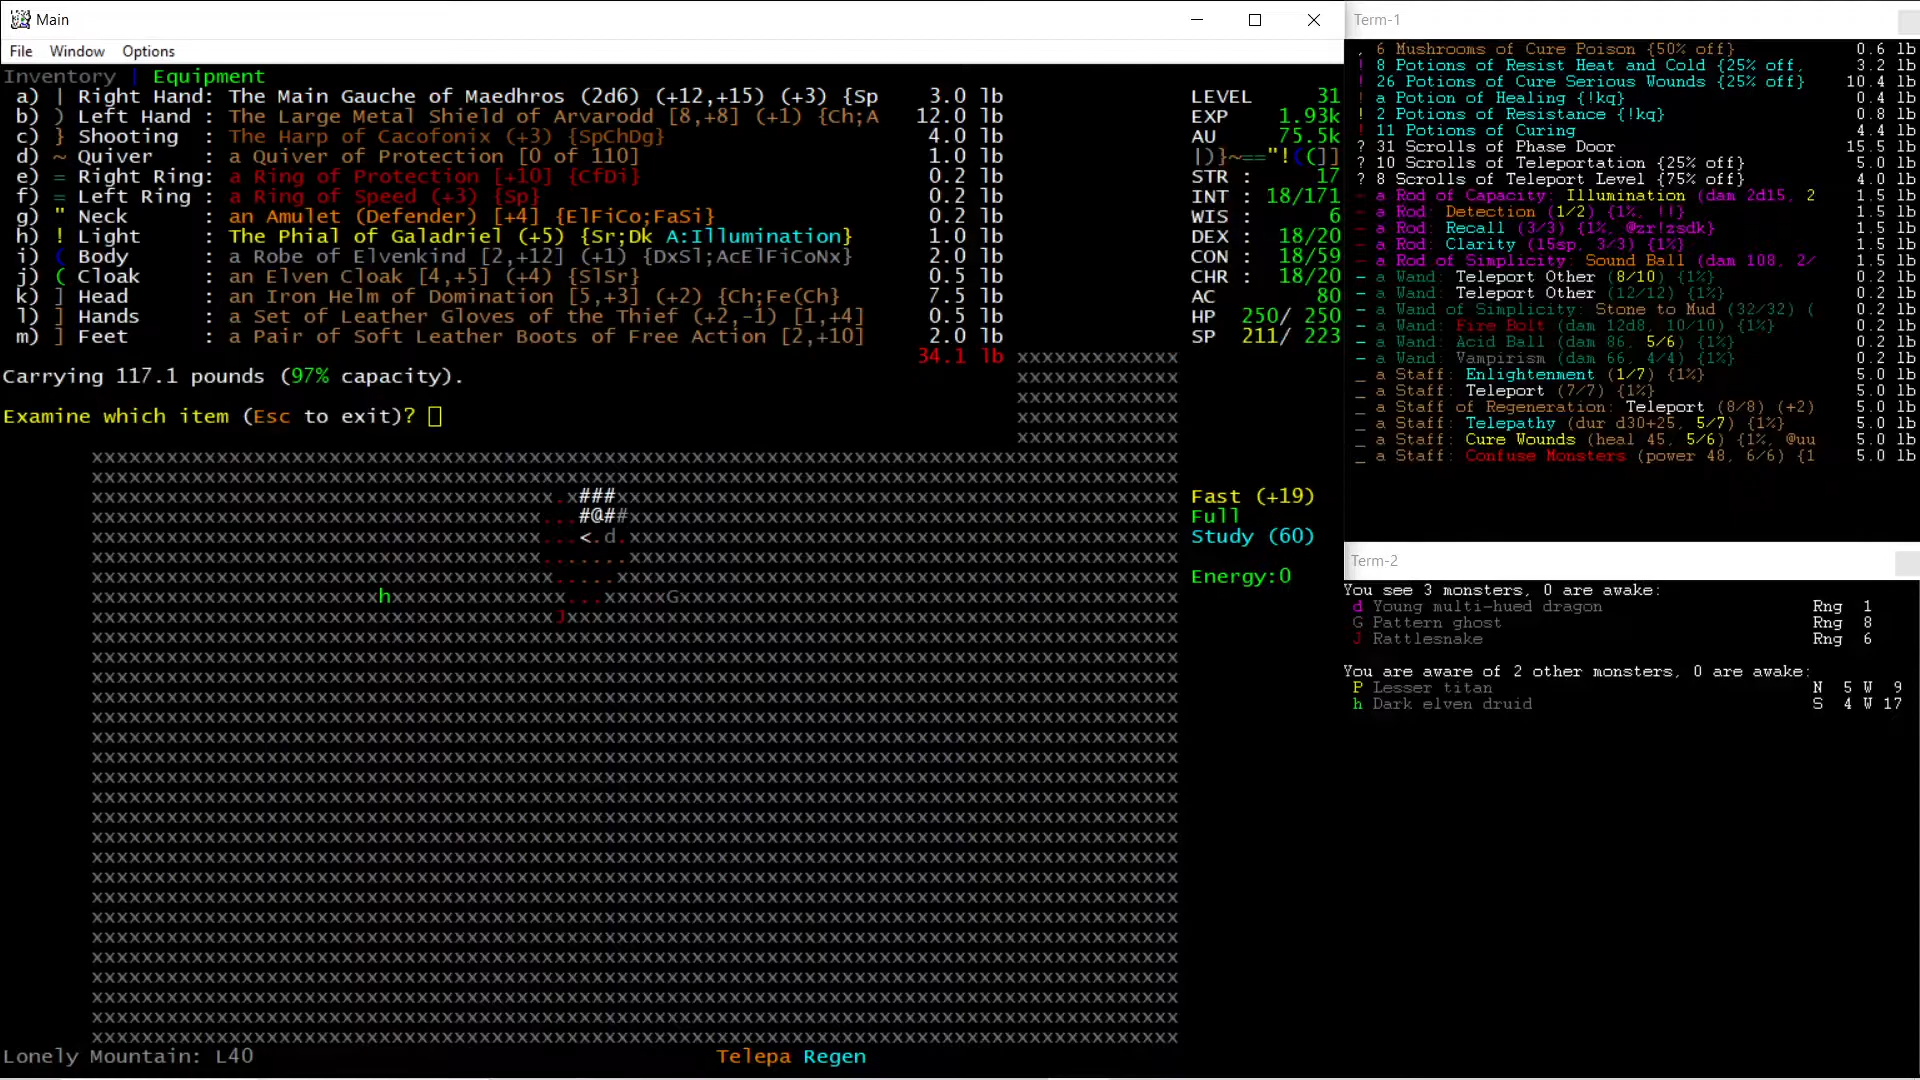 Main
File Window Options
Inventory | Equipment
a) | Right Hand: The Main Gauche of Maedhros (2d6) (+12,+15) (+3) {Sp 3.0 lb
b) ) Left Hand : The Large Metal Shield of Arvarodd [8,+8] (+1) {Ch;A 12.0 lb
c) } Shooting : The Harp of Cacofonix (+3) {SpChDg} 4.0 lb
d) ~ Quiver : a Quiver of Protection [0 of 110] 1.0 lb
e) = Right Ring: a Ring of Protection [+10] {CfDi} 0.2 lb
f) = Left Ring : a Ring of Speed (+3) {Sp} 0.2 lb
g) " Neck : an Amulet (Defender) [+4] {ElFiCo;FaSi} 0.2 lb
h) ! Light : The Phial of Galadriel (+5) {Sr;Dk A:Illumination} 1.0 lb
i) ( Body : a Robe of Elvenkind [2,+12] (+1) {DxSl;AcElFiCoNx} 2.0 lb
j) ( Cloak : an Elven Cloak [4,+5] (+4) {SlSr} 0.5 lb
k) ] Head : an Iron Helm of Domination [5,+3] (+2) {Ch;Fe(Ch} 7.5 lb
l) ] Hands : a Set of Leather Gloves of the Thief (+2,-1) [1,+4] 0.5 lb
m) ] Feet : a Pair of Soft Leather Boots of Free Action [2,+10] 2.0 lb
34.1 lb
Carrying 117.1 pounds (97% capacity).
Examine which item (Esc to exit)?
LEVEL 31
EXP 1.93k
AU 75.5k
|)}~=="!((]]
STR : 17
INT : 18/171
WIS : 6
DEX : 18/20
CON : 18/59
CHR : 18/20
AC 80
HP 250/ 250
SP 211/ 223
###
#@##
<.d.
h
G
J
Fast (+19)
Full
Study (60)
Energy:0
Lonely Mountain: L40 Telepa Regen
Term-1
, 6 Mushrooms of Cure Poison {50% off} 0.6 lb
! 8 Potions of Resist Heat and Cold {25% off, 3.2 lb
! 26 Potions of Cure Serious Wounds {25% off} 10.4 lb
! a Potion of Healing {!kq} 0.4 lb
! 2 Potions of Resistance {!kq} 0.8 lb
! 11 Potions of Curing 4.4 lb
? 31 Scrolls of Phase Door 15.5 lb
? 10 Scrolls of Teleportation {25% off} 5.0 lb
? 8 Scrolls of Teleport Level {75% off} 4.0 lb
- a Rod of Capacity: Illumination (dam 2d15, 2 1.5 lb
- a Rod: Detection (1/2) {1%, !!} 1.5 lb
- a Rod: Recall (3/3) {1%, @zr!zsdk} 1.5 lb
- a Rod: Clarity (15sp, 3/3) {1%} 1.5 lb
- a Rod of Simplicity: Sound Ball (dam 108, 2/ 1.5 lb
- a Wand: Teleport Other (8/10) {1%} 0.2 lb
- a Wand: Teleport Other (12/12) {1%} 0.2 lb
- a Wand of Simplicity: Stone to Mud (32/32) ( 0.2 lb
- a Wand: Fire Bolt (dam 12d8, 10/10) {1%} 0.2 lb
- a Wand: Acid Ball (dam 86, 5/6) {1%} 0.2 lb
- a Wand: Vampirism (dam 66, 4/4) {1%} 0.2 lb
_ a Staff: Enlightenment (1/7) {1%} 5.0 lb
_ a Staff: Teleport (7/7) {1%} 5.0 lb
_ a Staff of Regeneration: Teleport (8/8) (+2) 5.0 lb
_ a Staff: Telepathy (dur d30+25, 5/7) {1%} 5.0 lb
_ a Staff: Cure Wounds (heal 45, 5/6) {1%, @uu 5.0 lb
_ a Staff: Confuse Monsters (power 48, 6/6) {1 5.0 lb
Term-2
You see 3 monsters, 0 are awake:
d Young multi-hued dragon Rng 1
G Pattern ghost Rng 8
J Rattlesnake Rng 6
You are aware of 2 other monsters, 0 are awake:
P Lesser titan N 5 W 9
h Dark elven druid S 4 W 17